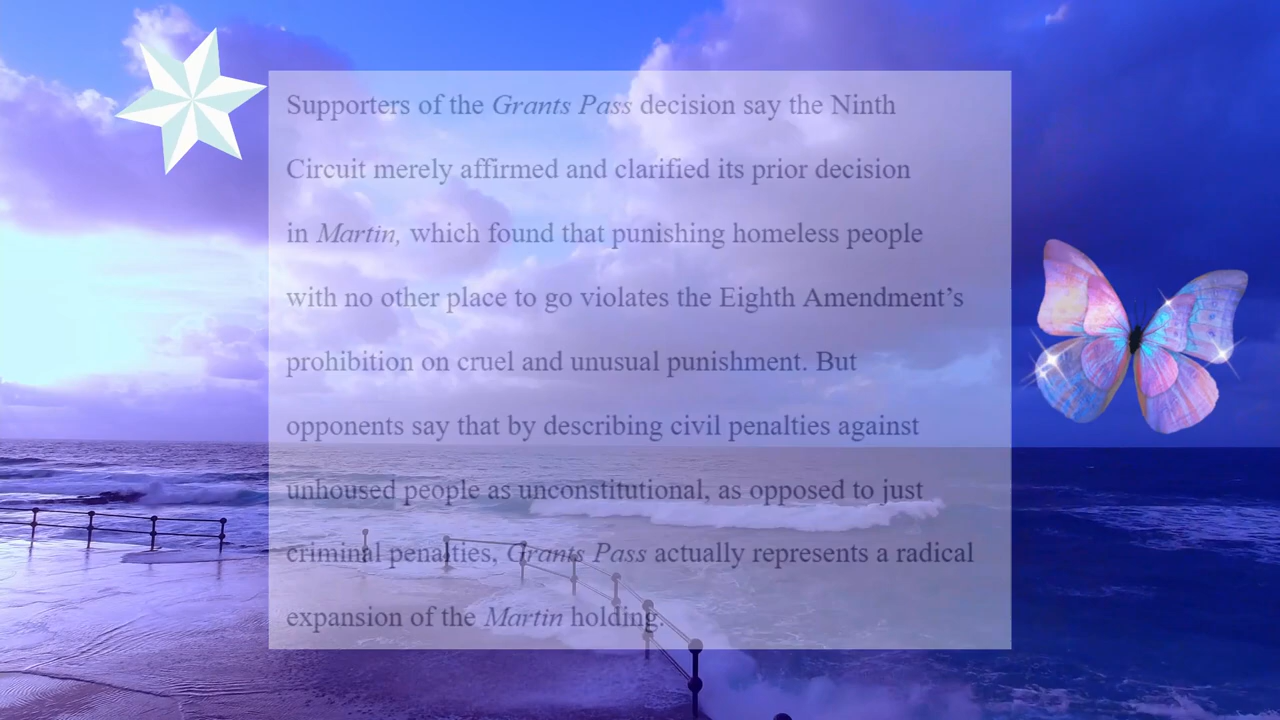 Supporters of the Grants Pass decision say the Ninth
Circuit merely affirmed and clarified its prior decision
in Martin, which found that punishing homeless people
with no other place to go violates the Eighth Amendment’s
prohibition on cruel and unusual punishment. But
opponents say that by describing civil penalties against
unhoused people as unconstitutional, as opposed to just
criminal penalties, Grants Pass actually represents a radical
expansion of the Martin holding.